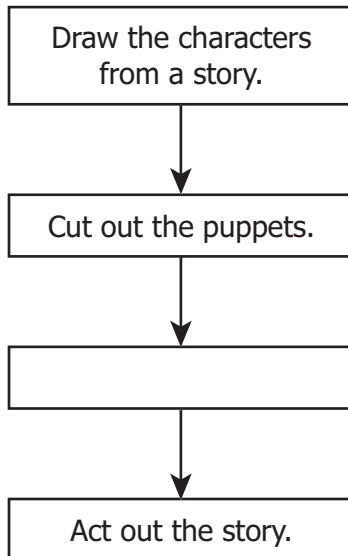 Draw the characters
from a story.
Cut out the puppets.
Act out the story.